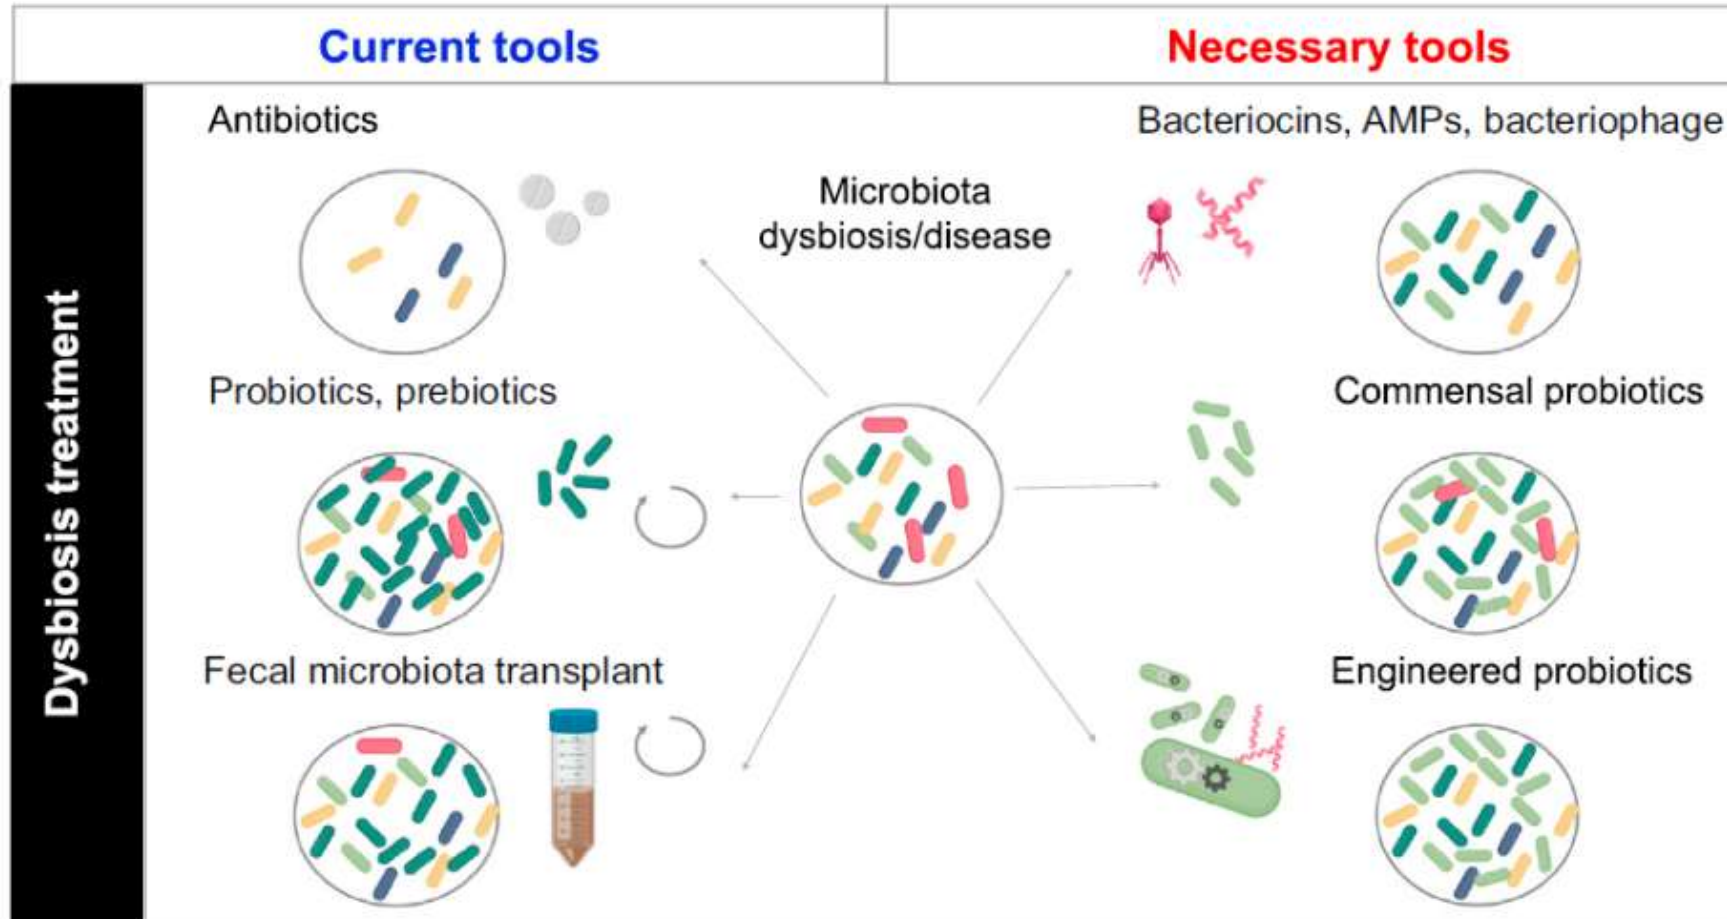 Current tools
Necessary tools
Dysbiosis treatment
Antibiotics
Bacteriocins, AMPs, bacteriophage
Microbiota
dysbiosis/disease
Probiotics, prebiotics
Commensal probiotics
Fecal microbiota transplant
Engineered probiotics